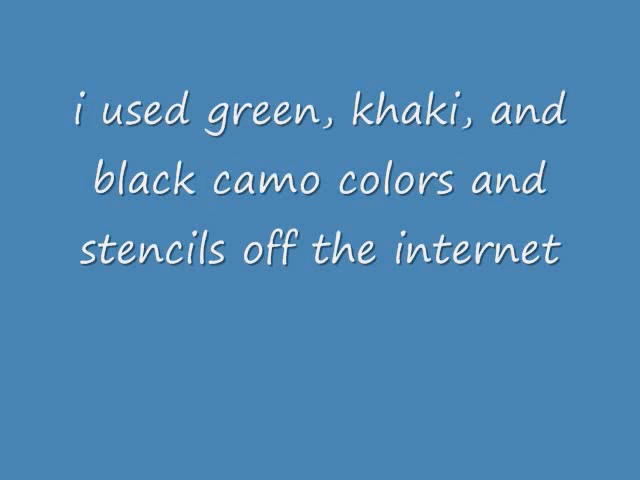 i used green, khaki, and
black camo colors and
stencils off the internet